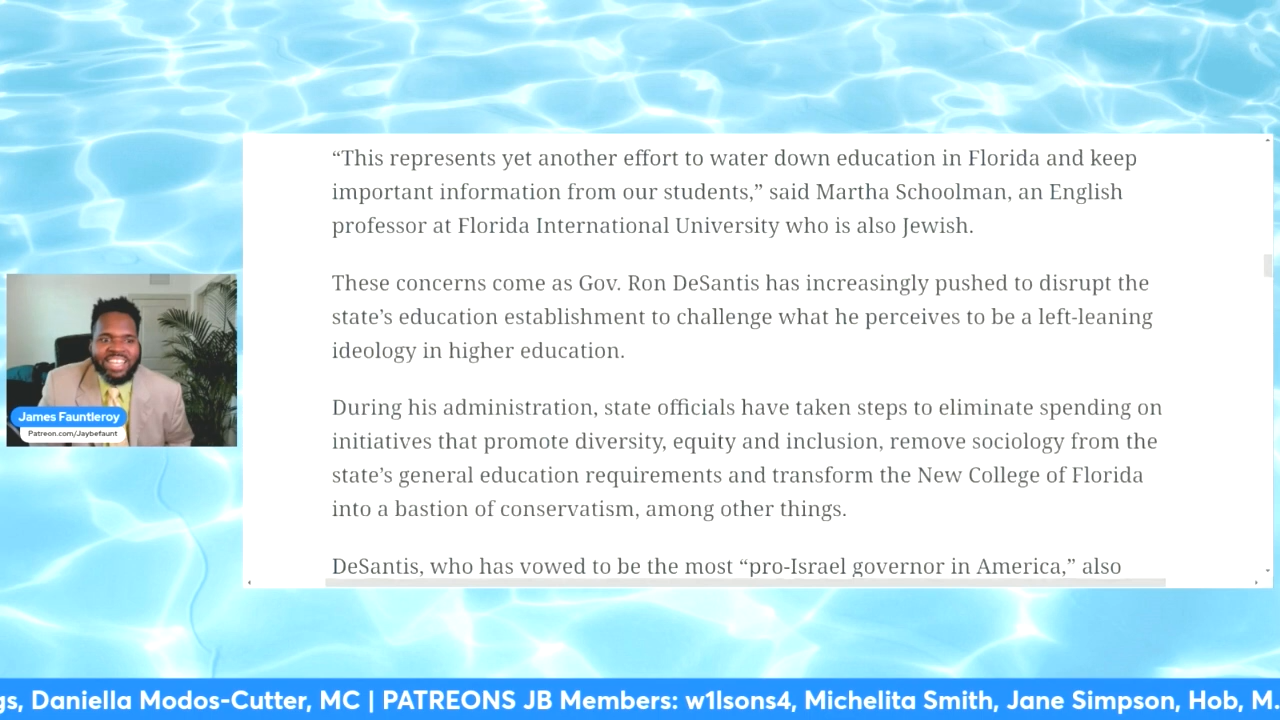 “This represents yet another effort to water down education in Florida and keep
important information from our students,” said Martha Schoolman, an English
professor at Florida International University who is also Jewish.
These concerns come as Gov. Ron DeSantis has increasingly pushed to disrupt the
state’s education establishment to challenge what he perceives to be a left-leaning
ideology in higher education.
During his administration, state officials have taken steps to eliminate spending on
initiatives that promote diversity, equity and inclusion, remove sociology from the
state’s general education requirements and transform the New College of Florida
into a bastion of conservatism, among other things.
DeSantis, who has vowed to be the most “pro-Israel governor in America,” also
James Fauntleroy
Patreon.com/Jaybefaunt
gs, Daniella Modos-Cutter, MC | PATREONS JB Members: w1lsons4, Michelita Smith, Jane Simpson, Hob, M.